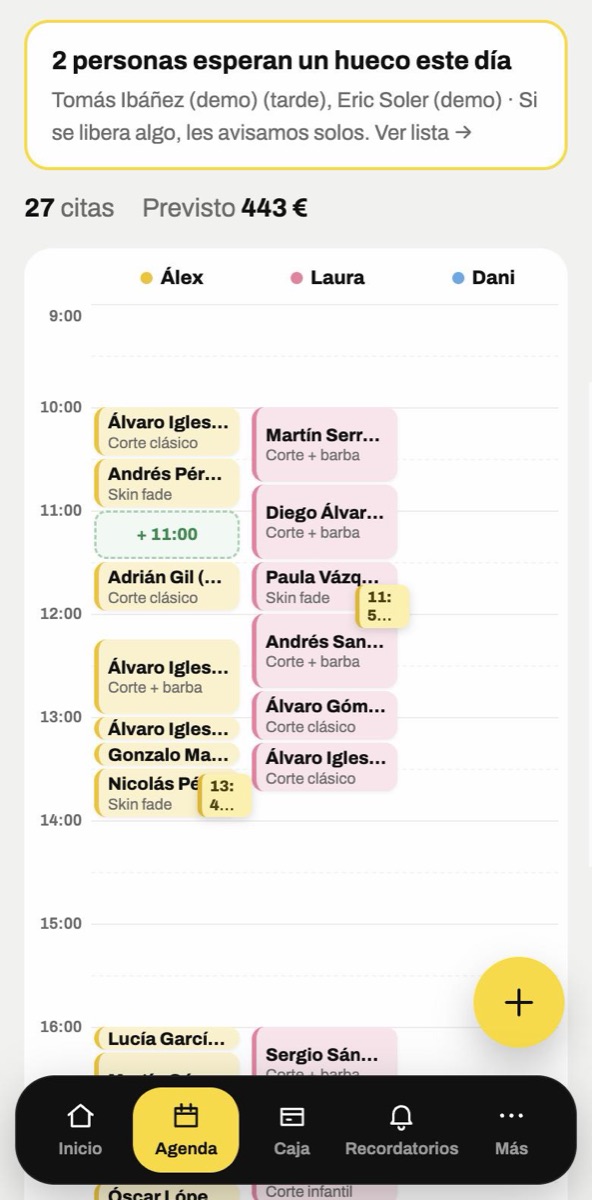 2 personas esperan un hueco este día
Tomás Ibáñez (demo) (tarde), Eric Soler (demo) · Si
se libera algo, les avisamos solos. Ver lista →
27 citas Previsto 443 €
Álex Laura Dani
9:00
10:00
Álvaro Igles...
Corte clásico
Martín Serr...
Corte + barba
Andrés Pér...
Skin fade
11:00
+ 11:00
Diego Álvar...
Corte + barba
Adrián Gil (...
Corte clásico
Paula Vázq...
Skin fade
11:
5...
12:00
Andrés San...
Corte + barba
Álvaro Igles...
Corte + barba
13:00
Álvaro Igles...
Álvaro Góm...
Corte clásico
Gonzalo Ma...
Álvaro Igles...
Corte clásico
Nicolás Pé
Skin fade
13:
4...
14:00
15:00
16:00
Lucía Garcí...
Sergio Sán...
Corte + barba
+
Inicio
Agenda
Caja
Recordatorios
Más
Óscar Lópe
Corte infantil